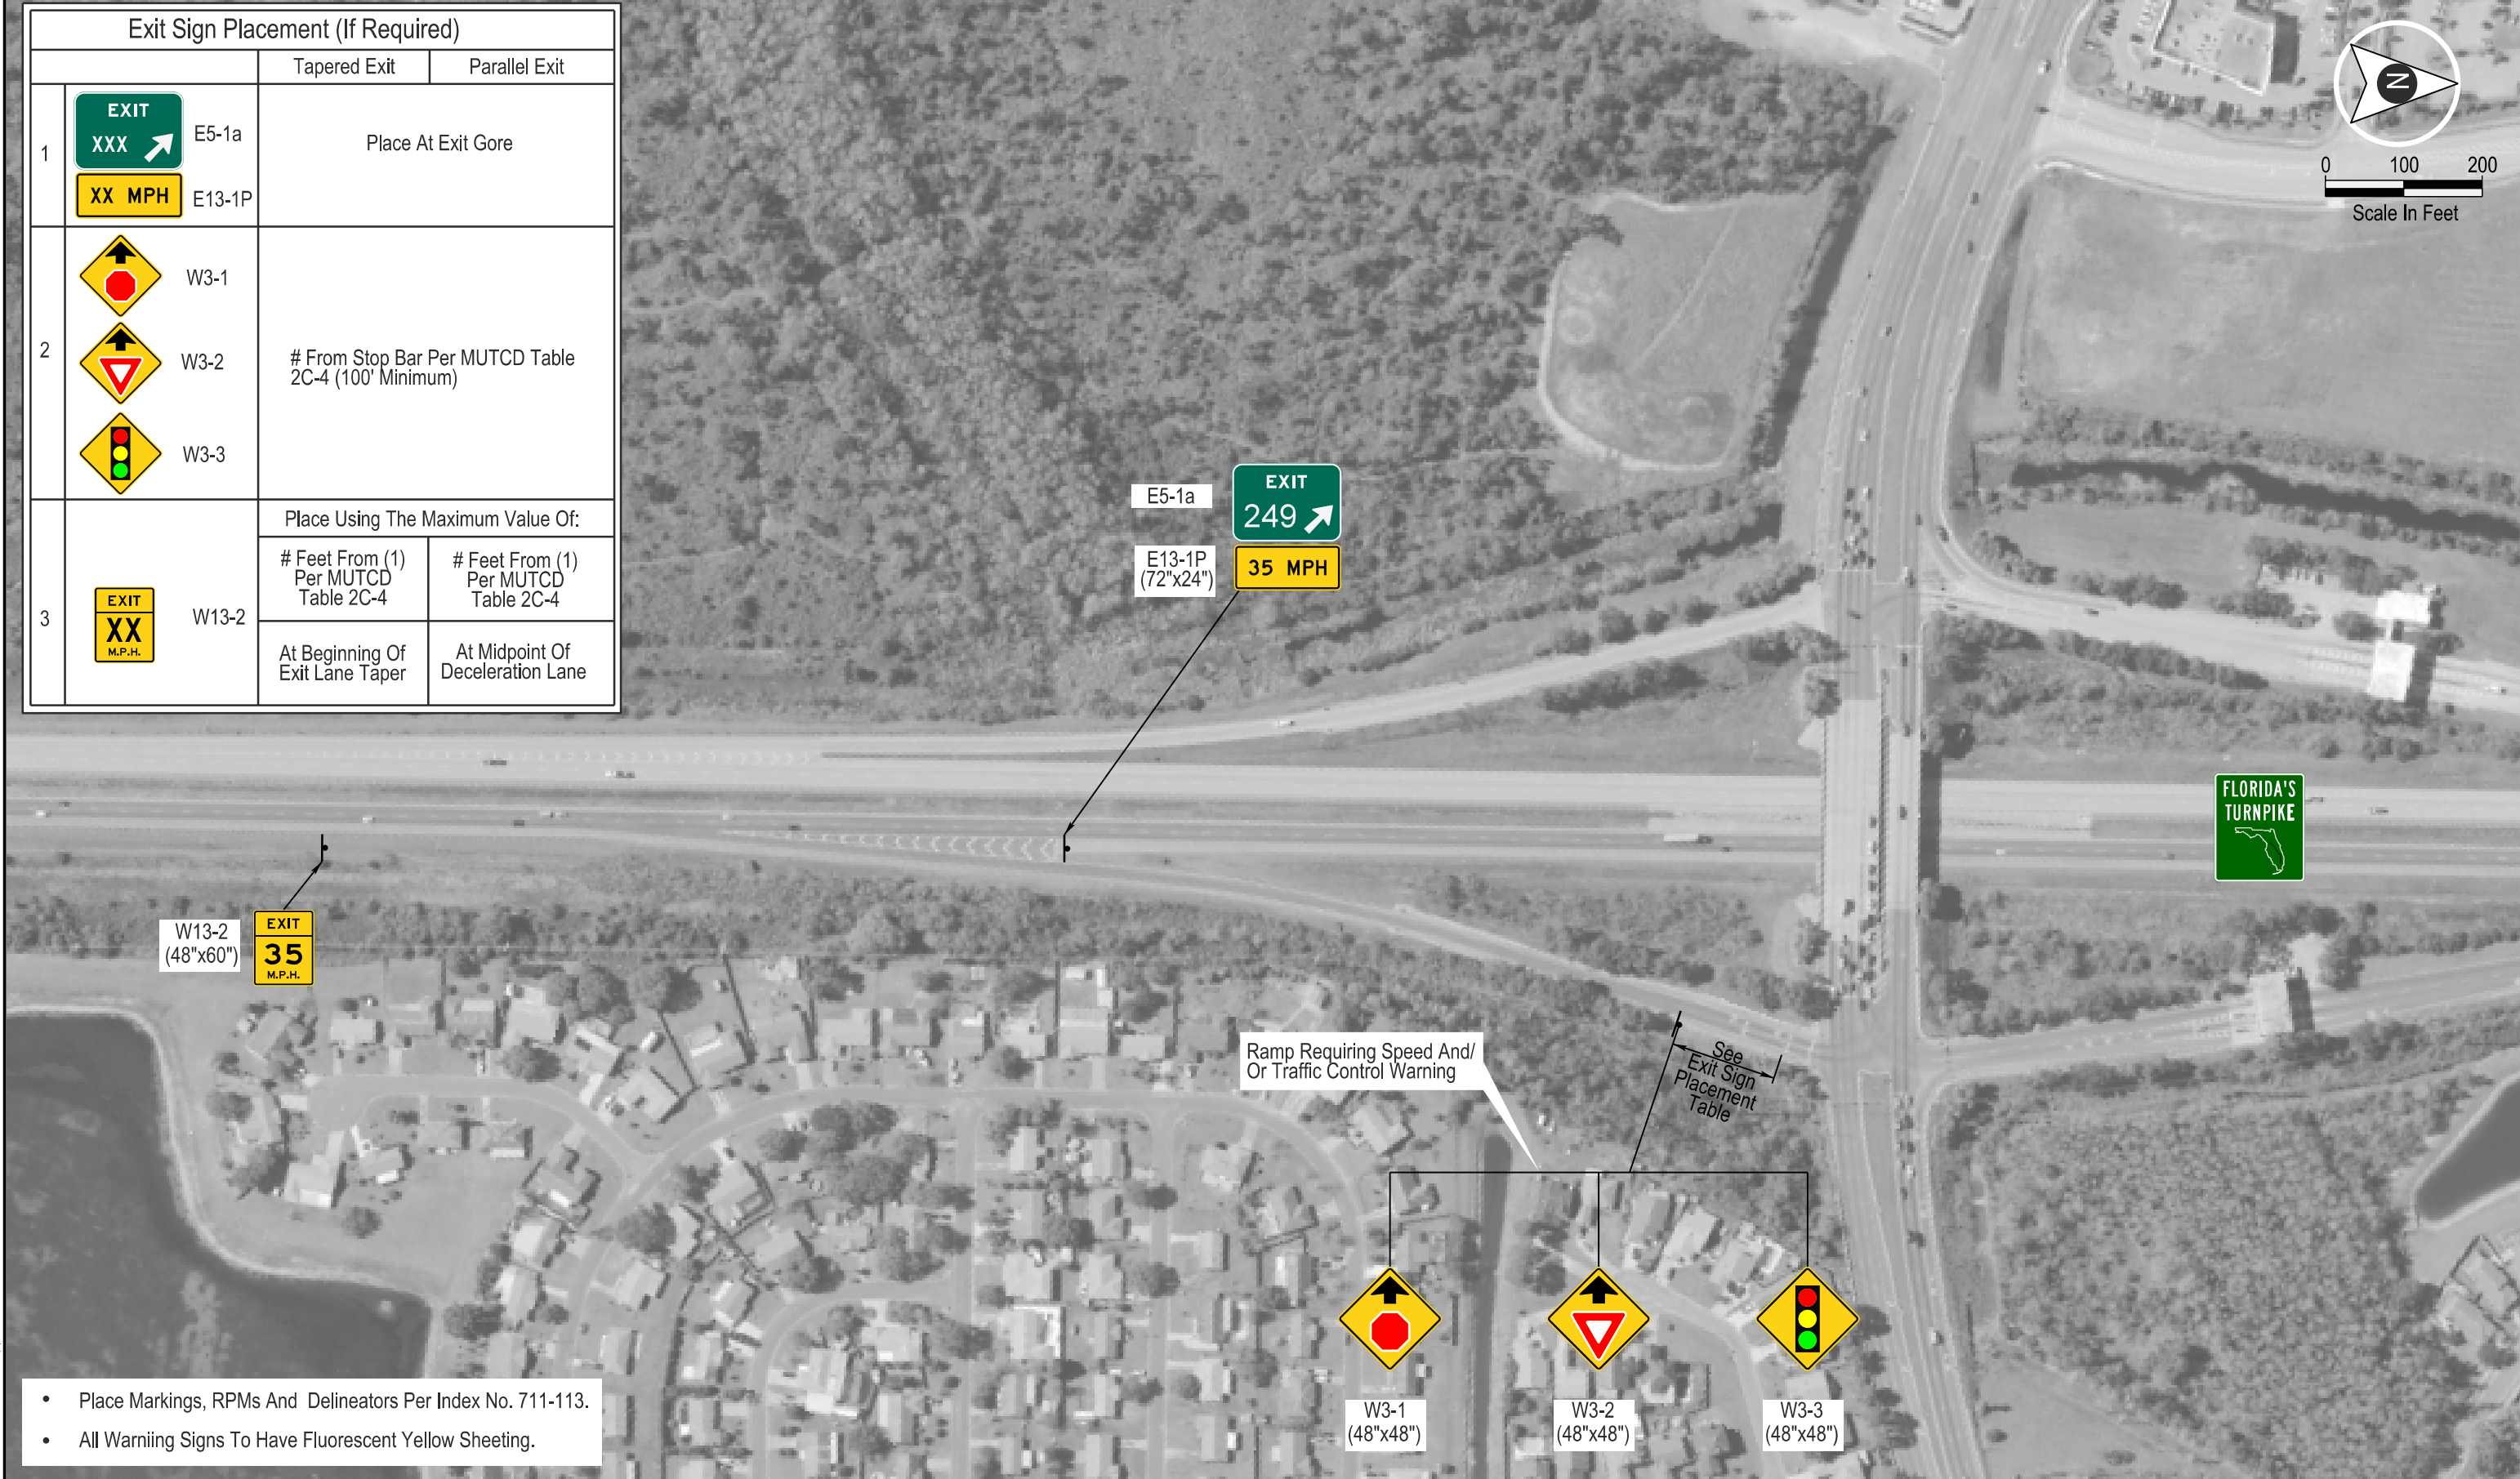 Exit Sign Placement (If Required)
Tapered Exit
Parallel Exit
1
EXIT
XXX
E5-1a
XX MPH
E13-1P
Place At Exit Gore
2
W3-1
W3-2
W3-3
# From Stop Bar Per MUTCD Table
2C-4 (100' Minimum)
3
EXIT
XX
M.P.H.
W13-2
Place Using The Maximum Value Of:
# Feet From (1)
Per MUTCD
Table 2C-4
# Feet From (1)
Per MUTCD
Table 2C-4
At Beginning Of
Exit Lane Taper
At Midpoint Of
Deceleration Lane
N
0 100 200
Scale In Feet
E5-1a
EXIT
249
E13-1P
(72"x24")
35 MPH
FLORIDA'S
TURNPIKE
W13-2
(48"x60")
EXIT
35
M.P.H.
Ramp Requiring Speed And/
Or Traffic Control Warning
See
Exit Sign
Placement
Table
W3-1
(48"x48")
W3-2
(48"x48")
W3-3
(48"x48")
• Place Markings, RPMs And Delineators Per Index No. 711-113.
• All Warniing Signs To Have Fluorescent Yellow Sheeting.